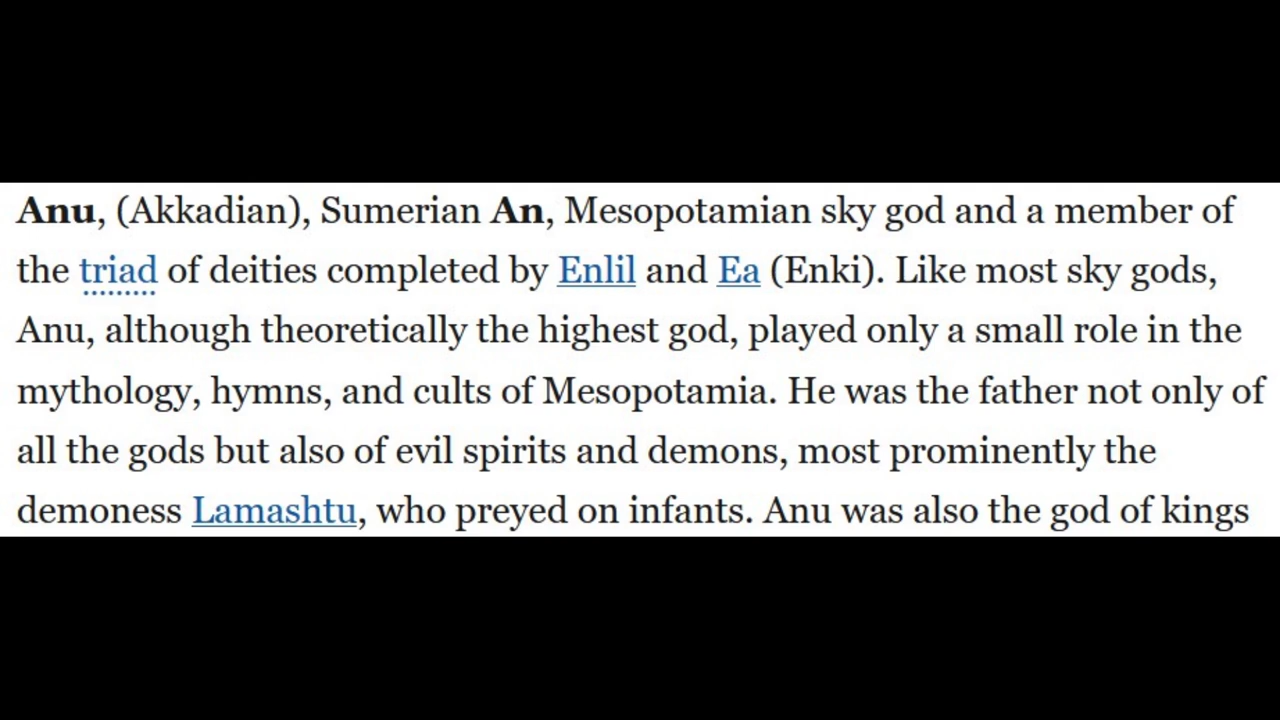 Anu, (Akkadian), Sumerian An, Mesopotamian sky god and a member of
the triad of deities completed by Enlil and Ea (Enki). Like most sky gods,
Anu, although theoretically the highest god, played only a small role in the
mythology, hymns, and cults of Mesopotamia. He was the father not only of
all the gods but also of evil spirits and demons, most prominently the
demoness Lamashtu, who preyed on infants. Anu was also the god of kings